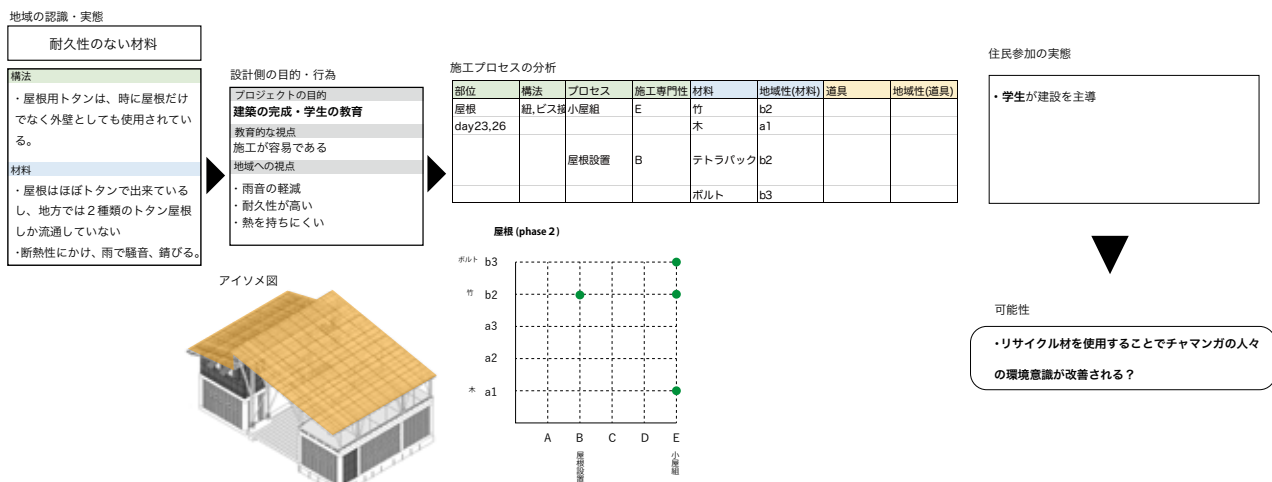 地域の認識・実態
耐久性のない材料
構法
・屋根用トタンは、時に屋根だけ
でなく外壁としても使用されてい
る。
材料
・屋根はほぼトタンで出来ている
し、地方では２種類のトタン屋根
しか流通していない
・断熱性にかけ、雨で騒音、錆びる。
設計側の目的・行為
プロジェクトの目的
建築の完成・学生の教育
教育的な視点
施工が容易である
地域への視点
・雨音の軽減
・耐久性が高い
・熱を持ちにくい
施工プロセスの分析
部位 構法 プロセス 施工専門性 材料 地域性(材料) 道具 地域性(道具)
屋根 紐,ビス接 小屋組 E 竹 b2
day23,26 木 a1
屋根設置 B テトラパック b2
ボルト b3
住民参加の実態
・学生が建設を主導
可能性
・リサイクル材を使用することでチャマンガの人々
の環境意識が改善される？
アイソメ図
屋根 (phase 2)
ボルト b3
竹 b2
a3
a2
木 a1
A B C D E
屋根設置
小屋組